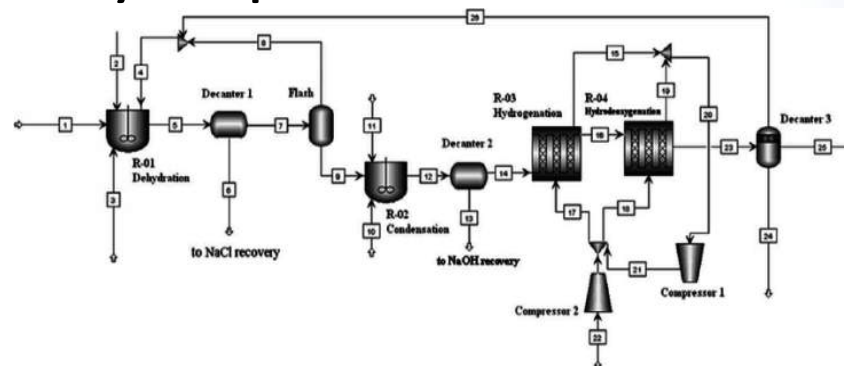 26
8
2
4
Decanter 1
Flash
R-03
Hydrogenation
15
R-04
Hydrodeoxygenation
19
20
Decanter 3
1
5
7
11
Decanter 2
16
23
25
R-01
Dehydration
9
12
14
3
6
R-02
Condensation
10
13
17
18
24
to NaCl recovery
to NaOH recovery
21
Compressor 1
Compressor 2
22